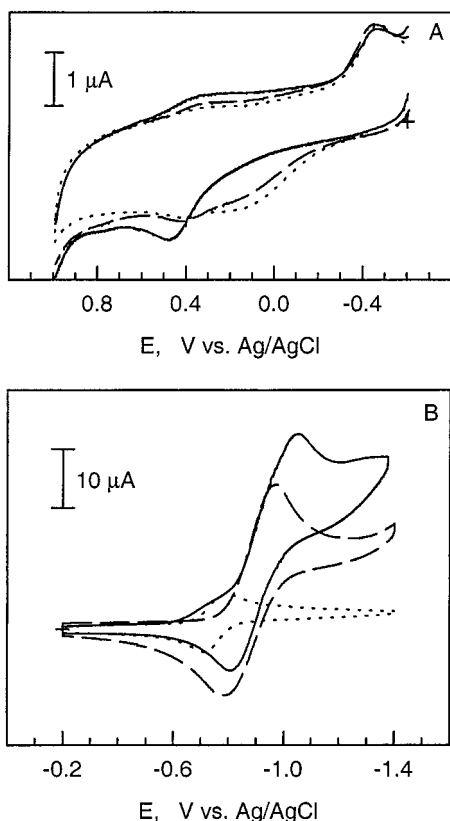 A
1 μA
0.8 0.4 0.0 -0.4
E, V vs. Ag/AgCl
B
10 μA
-0.2 -0.6 -1.0 -1.4
E, V vs. Ag/AgCl